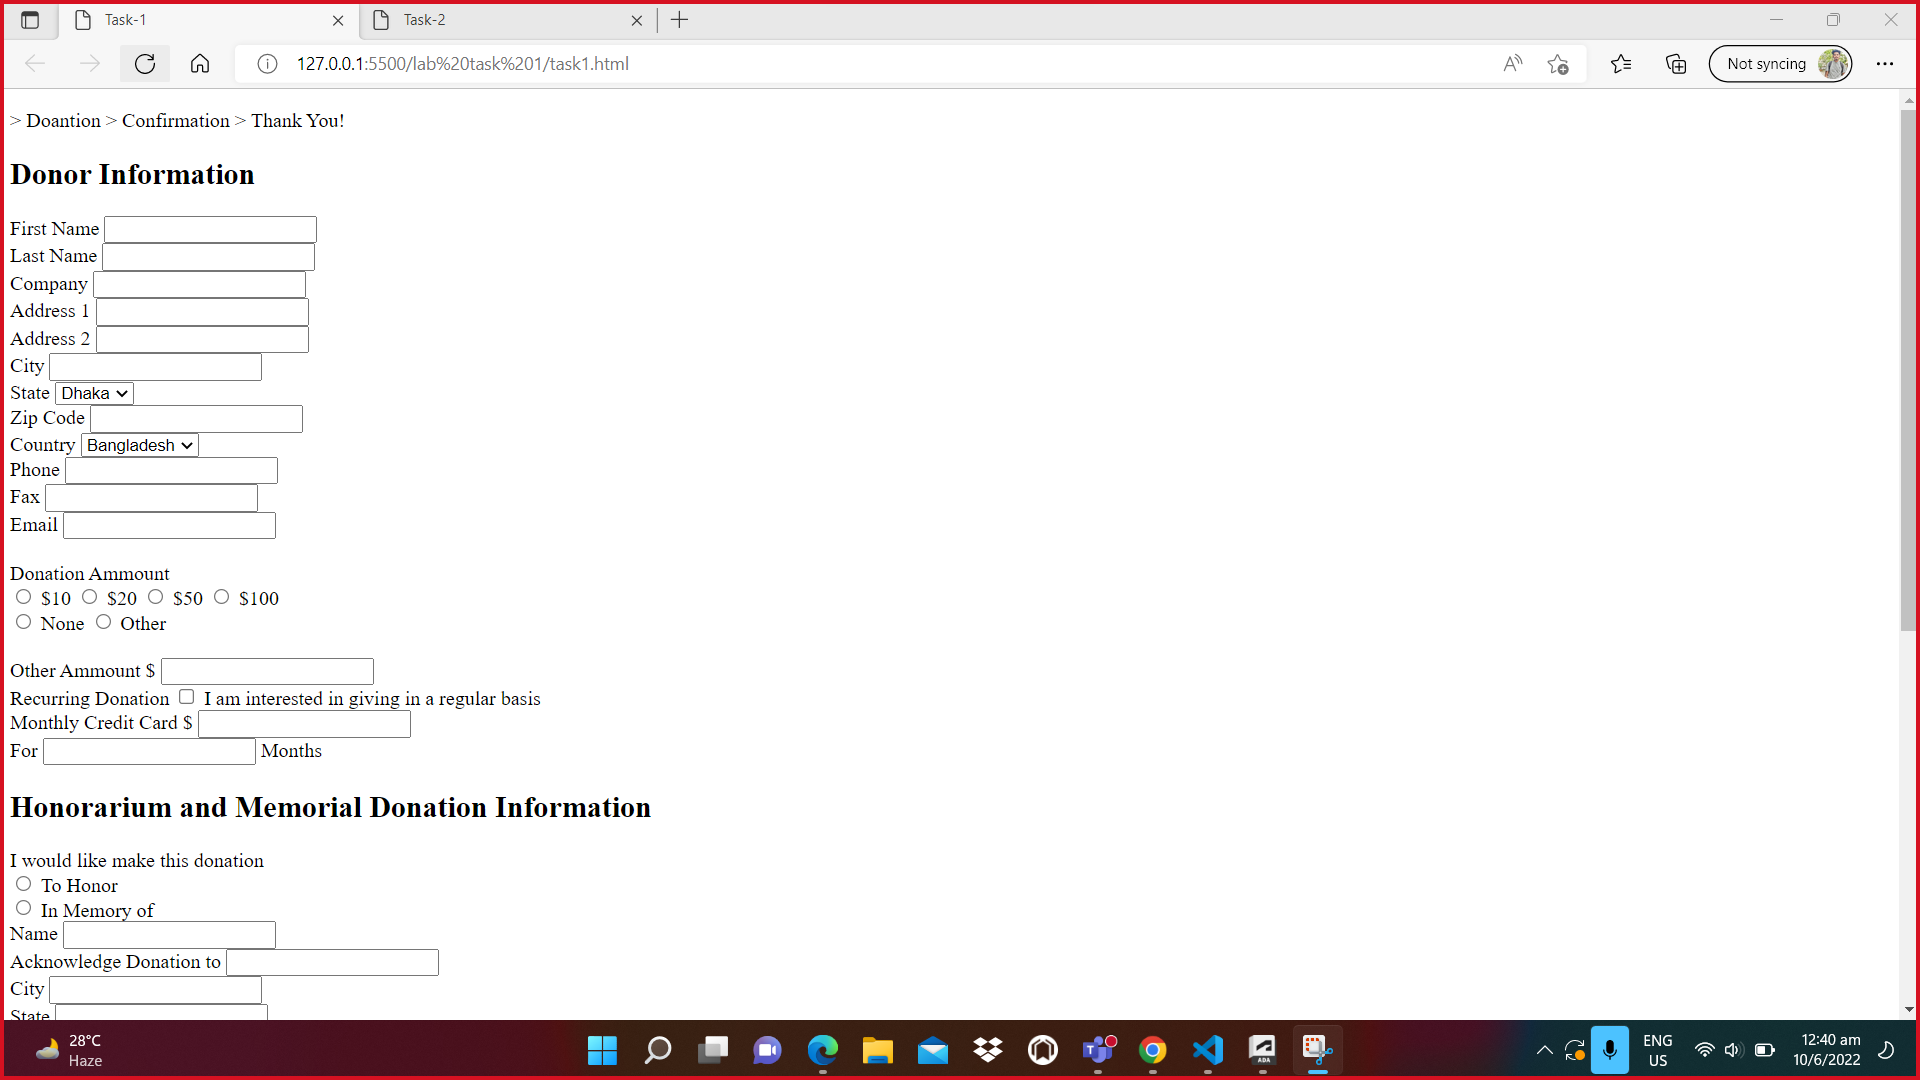 Task-1
Task-2
127.0.0.1:5500/lab%20task%201/task1.html
Not syncing
> Doantion > Confirmation > Thank You!
Donor Information
First Name
Last Name
Company
Address 1
Address 2
City
State Dhaka
Zip Code
Country Bangladesh
Phone
Fax
Email
Donation Ammount
$10 $20 $50 $100
None Other
Other Ammount $
Recurring Donation I am interested in giving in a regular basis
Monthly Credit Card $
For Months
Honorarium and Memorial Donation Information
I would like make this donation
To Honor
In Memory of
Name
Acknowledge Donation to
City
State
28°C
Haze
ENG
US
12:40 am
10/6/2022